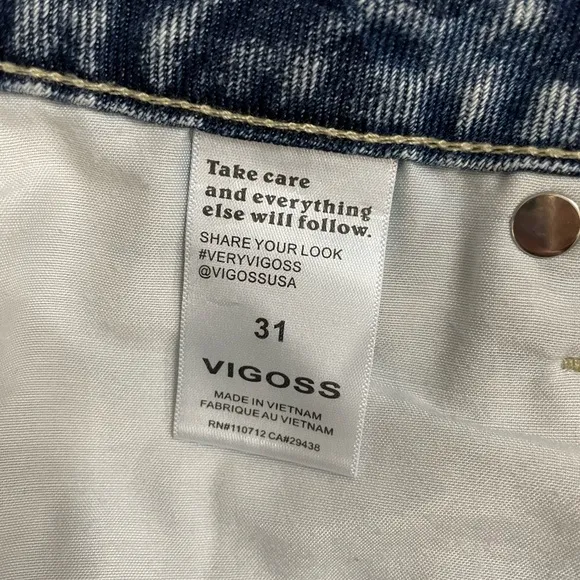 Take care
and everything
else will follow.
SHARE YOUR LOOK
#VERYVIGOSS
@VIGOSSUSA
31
VIGOSS
MADE IN VIETNAM
FABRIQUE AU VIETNAM
RN#110712 CA#29438